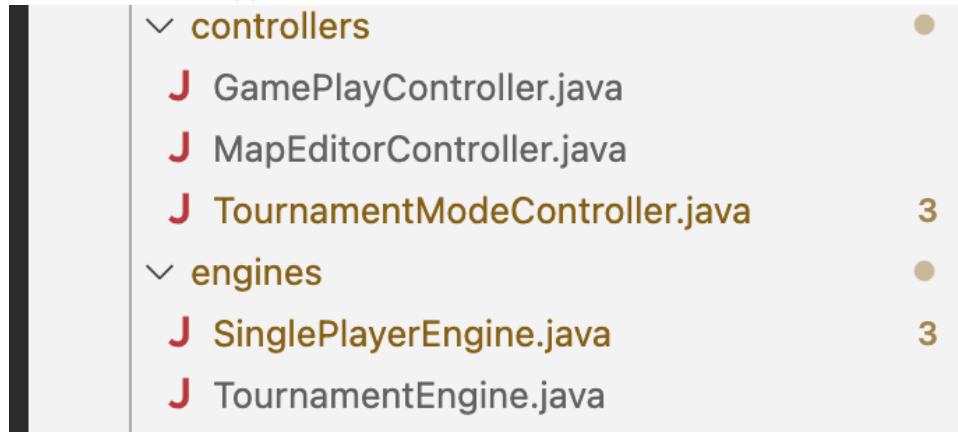 controllers
J GamePlayController.java
J MapEditorController.java
J TournamentModeController.java 3
engines
J SinglePlayerEngine.java 3
J TournamentEngine.java